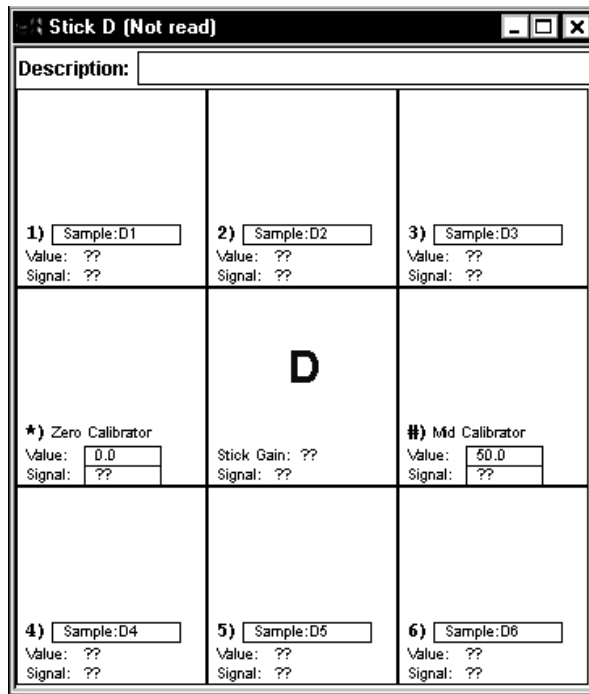 Stick D (Not read)
Description:
1) Sample:D1
Value: ??
Signal: ??
2) Sample:D2
Value: ??
Signal: ??
3) Sample:D3
Value: ??
Signal: ??
*) Zero Calibrator
Value: 0.0
Signal: ??
D
Stick Gain: ??
Signal: ??
#) Mid Calibrator
Value: 50.0
Signal: ??
4) Sample:D4
Value: ??
Signal: ??
5) Sample:D5
Value: ??
Signal: ??
6) Sample:D6
Value: ??
Signal: ??